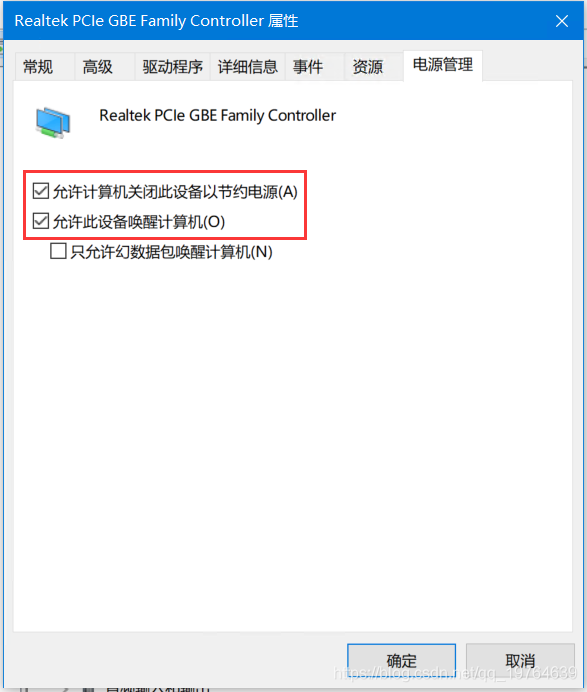 Realtek PCIe GBE Family Controller 属性
常规 高级 驱动程序 详细信息 事件 资源 电源管理
Realtek PCIe GBE Family Controller
允许计算机关闭此设备以节约电源(A)
允许此设备唤醒计算机(O)
只允许幻数据包唤醒计算机(N)
确定 取消
https://blog.csdn.net/qq_19764639